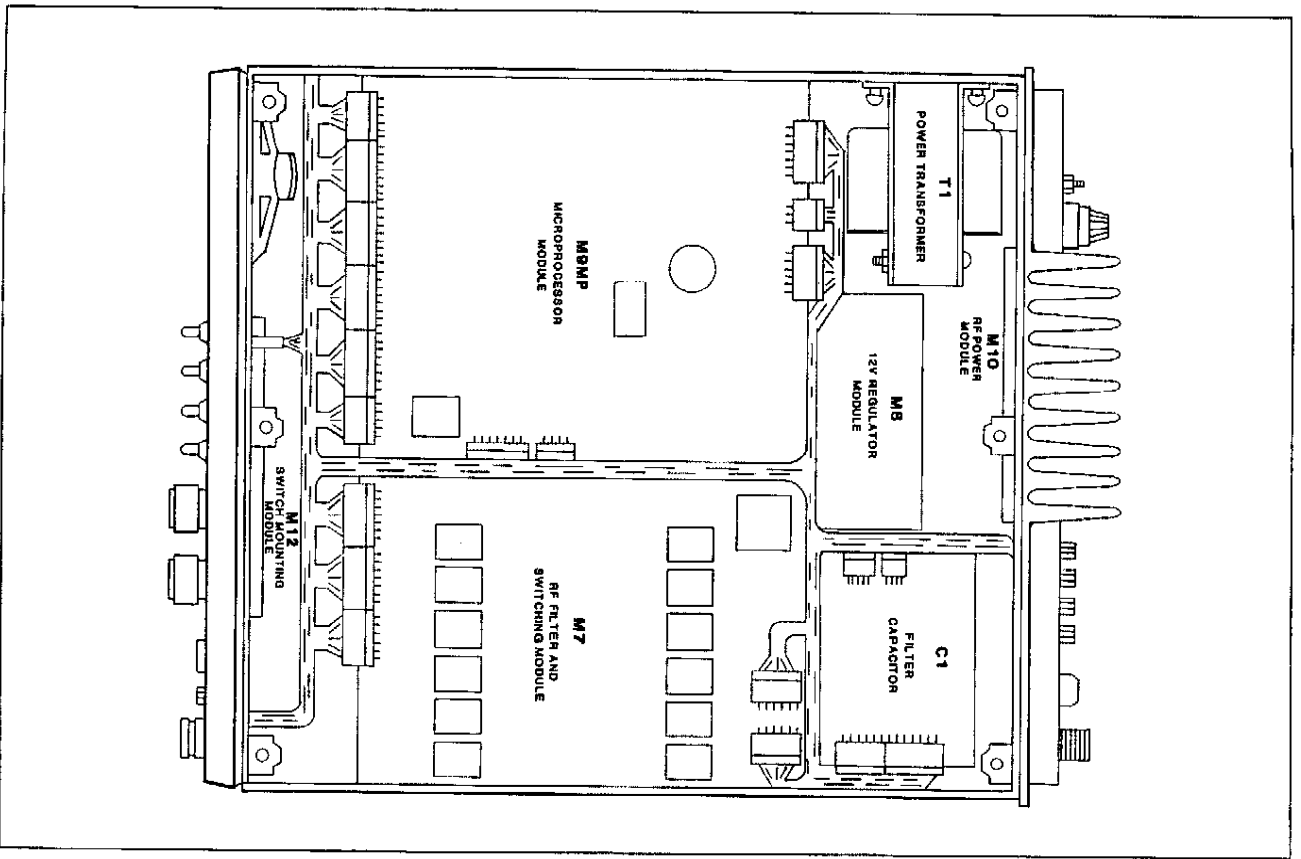 T1
POWER TRANSFORMER
M10
RF POWER
MODULE
M8
12V REGULATOR
MODULE
C1
FILTER
CAPACITOR
M9MP
MICROPROCESSOR
MODULE
M7
RF FILTER AND
SWITCHING MODULE
M12
SWITCH MOUNTING
MODULE